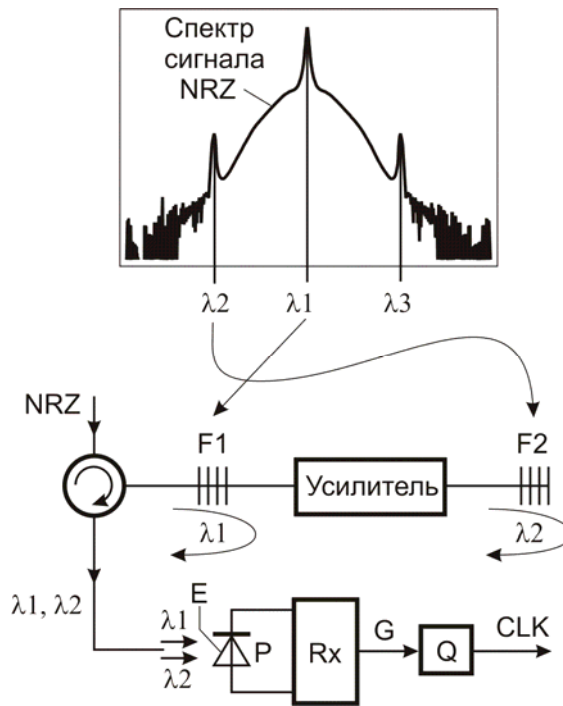 Спектр
сигнала
NRZ
λ2 λ1 λ3
NRZ
F1 F2
Усилитель
λ1 λ2
λ1, λ2
E
λ1
P Rx G Q CLK
λ2